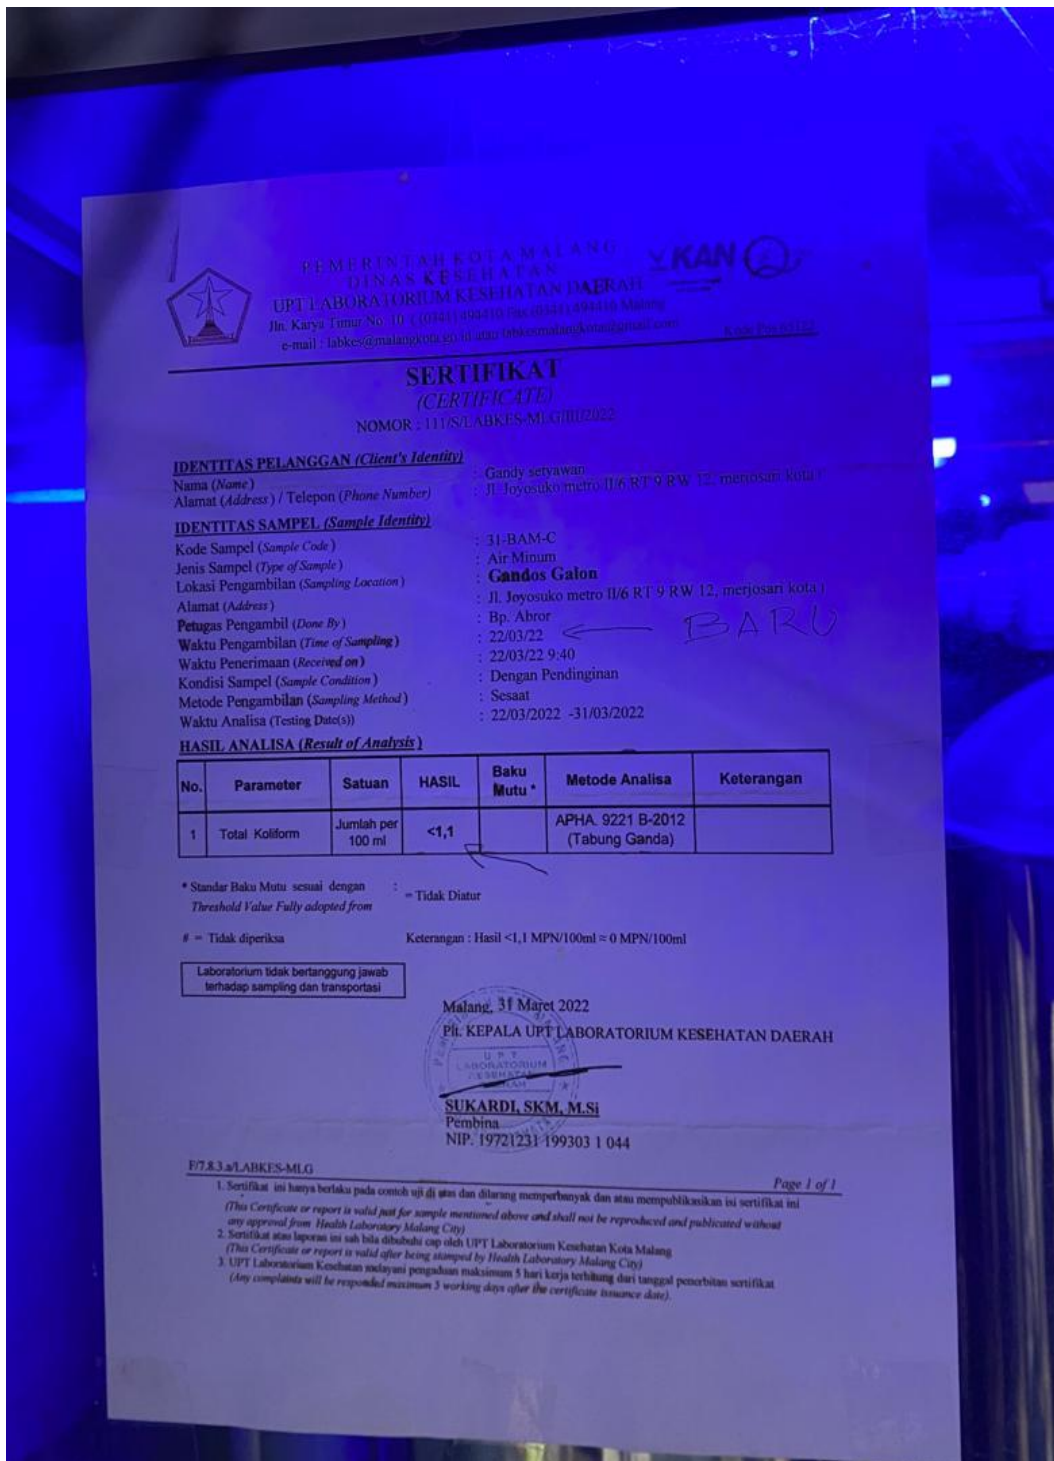 PEMERINTAH KOTA MALANG
DINAS KESEHATAN
UPT LABORATORIUM KESEHATAN DAERAH
KAN
Jln. Karya Timur No. 10 (0341) 494410 Fax (0341) 494410 Malang
e-mail : labkes@malangkota.go.id atau labkesmalangkota@gmail.com
Kode Pos 65122
SERTIFIKAT
(CERTIFICATE)
NOMOR : 111/S/LABKES-MLG/III/2022
IDENTITAS PELANGGAN (Client's Identity)
Nama (Name) : Gandy setyawan
Alamat (Address) / Telepon (Phone Number) : Jl. Joyosuko metro II/6 RT 9 RW 12, merjosari kota )
IDENTITAS SAMPEL (Sample Identity)
Kode Sampel (Sample Code) : 31-BAM-C
Jenis Sampel (Type of Sample) : Air Minum
Lokasi Pengambilan (Sampling Location) : Gandos Galon
Alamat (Address) : Jl. Joyosuko metro II/6 RT 9 RW 12, merjosari kota )
Petugas Pengambil (Done By) : Bp. Abror
Waktu Pengambilan (Time of Sampling) : 22/03/22 ← BARU
Waktu Penerimaan (Received on) : 22/03/22 9:40
Kondisi Sampel (Sample Condition) : Dengan Pendinginan
Metode Pengambilan (Sampling Method) : Sesaat
Waktu Analisa (Testing Date(s)) : 22/03/2022 -31/03/2022
HASIL ANALISA (Result of Analysis)
No. Parameter Satuan HASIL Baku Mutu * Metode Analisa Keterangan
1 Total Koliform Jumlah per 100 ml <1,1 APHA. 9221 B-2012 (Tabung Ganda)
* Standar Baku Mutu sesuai dengan : = Tidak Diatur
Threshold Value Fully adopted from
# = Tidak diperiksa Keterangan : Hasil <1,1 MPN/100ml ≈ 0 MPN/100ml
Laboratorium tidak bertanggung jawab
terhadap sampling dan transportasi
Malang, 31 Maret 2022
Plt. KEPALA UPT LABORATORIUM KESEHATAN DAERAH
UPT
LABORATORIUM
KESEHATAN
DAERAH
SUKARDI, SKM, M.Si
Pembina
NIP. 19721231 199303 1 044
F/7.8.3.a/LABKES-MLG
Page 1 of 1
1. Sertifikat ini hanya berlaku pada contoh uji di atas dan dilarang memperbanyak dan atau mempublikasikan isi sertifikat ini
(This Certificate or report is valid just for sample mentioned above and shall not be reproduced and publicated without
any approval from Health Laboratory Malang City)
2. Sertifikat atau laporan ini sah bila dibubuhi cap oleh UPT Laboratorium Kesehatan Kota Malang
(This Certificate or report is valid after being stamped by Health Laboratory Malang City)
3. UPT Laboratorium Kesehatan melayani pengaduan maksimum 5 hari kerja terhitung dari tanggal penerbitan sertifikat
(Any complaints will be responded maximum 5 working days after the certificate issuance date).